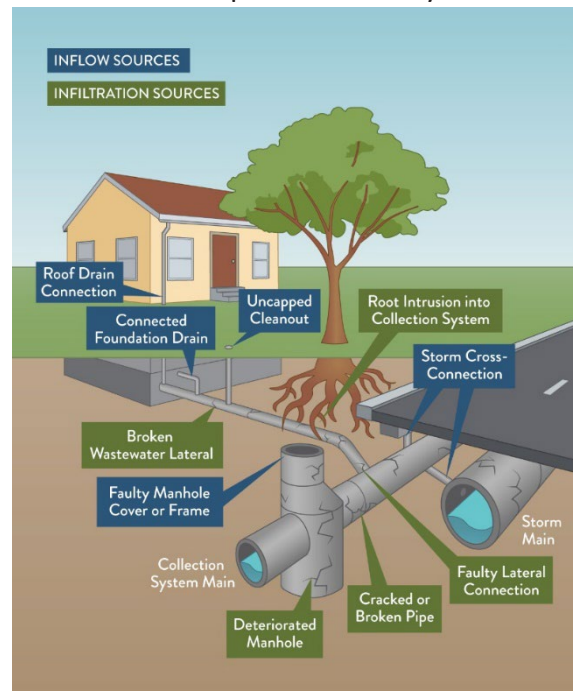 INFLOW SOURCES
INFILTRATION SOURCES
Roof Drain
Connection
Uncapped
Cleanout
Root Intrusion into
Collection System
Connected
Foundation Drain
Storm Cross-
Connection
Broken
Wastewater Lateral
Faulty Manhole
Cover or Frame
Storm
Main
Collection
System Main
Faulty Lateral
Connection
Cracked or
Broken Pipe
Deteriorated
Manhole